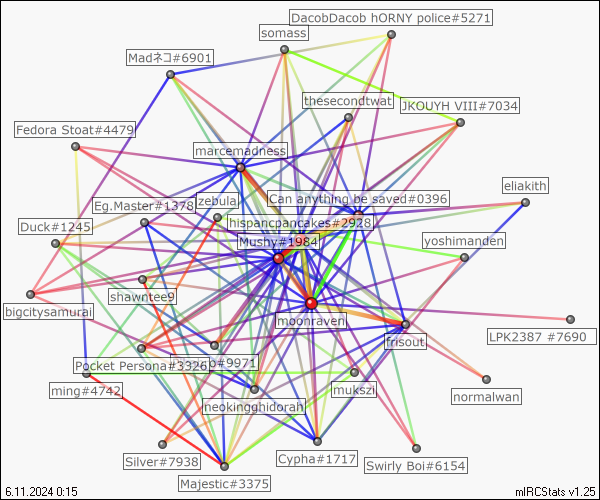 DacobDacob hORNY police#5271
somass
Madネコ#6901
thesecondtwat
JKOUYH VIII#7034
Fedora Stoat#4479
marcemadness
eliakith
Can anything be saved#0396
zebula
Eg.Master#1378
hispancpancakes#2928
Duck#1245
Mushy#1984
yoshimanden
shawntee9
bigcitysamurai
moonraven
LPK2387 #7690
frisout
Pocket Persona#3326
#9971
ming#4742
mukszi
normalwan
neokingghidorah
Silver#7938
Cypha#1717
Swirly Boi#6154
Majestic#3375
6.11.2024 0:15
mIRCStats v1.25